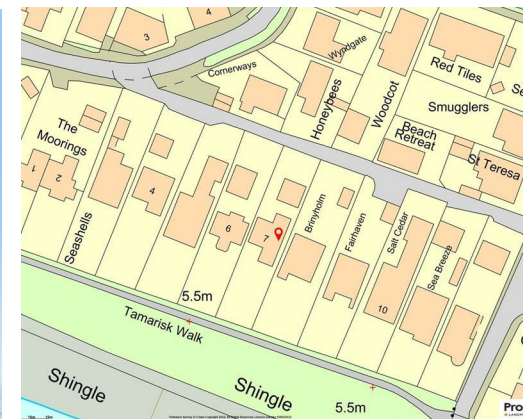 3
4
Wyndgate
Cornerways
Honeybees
Woodcot
Red Tiles
Se
Smugglers
Beach
Retreat
St Teresa
The
Moorings
1
2
Seashells
4
6
7
Brinyholm
Fairhaven
Salt Cedar
Sea Breeze
10
5.5m
Tamarisk Walk
Shingle
Shingle
5.5m
Pro